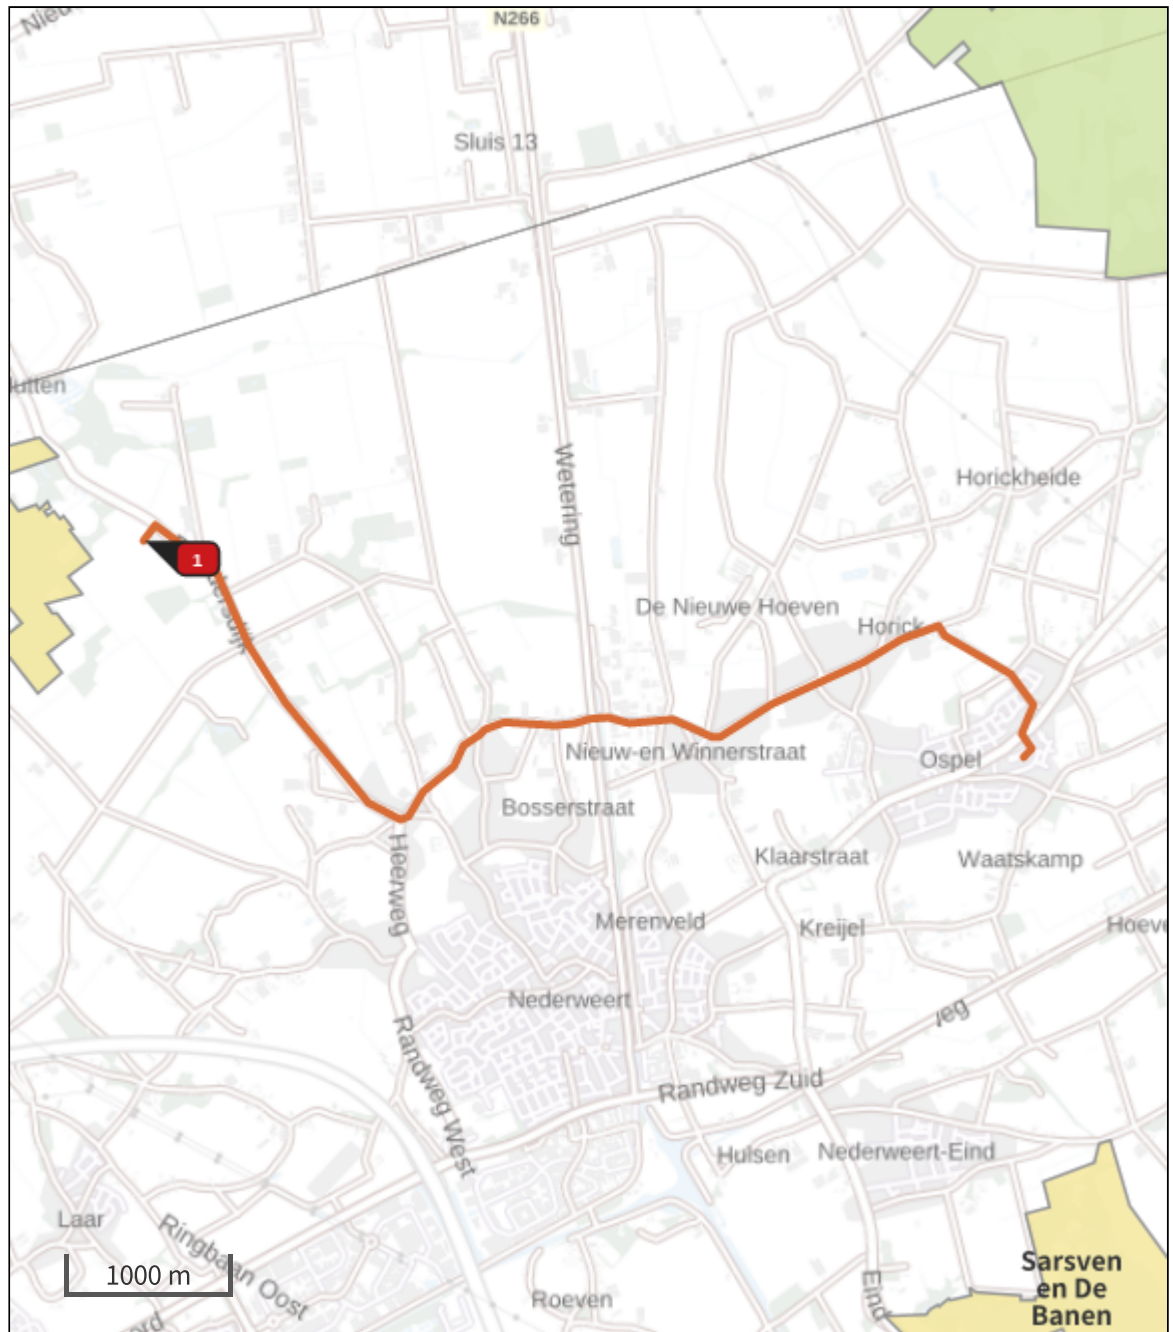 N266
Sluis 13
Wetering
Horickheide
1
De Nieuwe Hoeven
Horick
Nieuw-en Winnerstraat
Ospel
Bosserstraat
Heerweg
Klaarstraat
Waatskamp
Merenveld
Kreijel
Nederweert
Randweg West
Randweg Zuid
Hulsen
Nederweert-Eind
Laar
Ringbaan Oost
1000 m
Roeven
Eind
Sarsven
en De
Banen